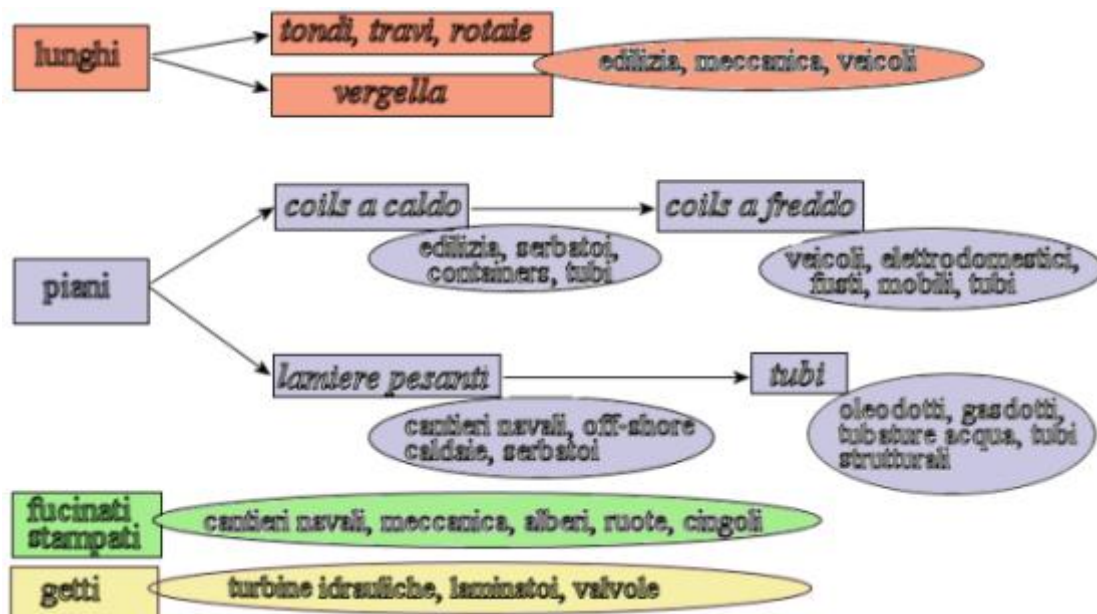 lunghi
tondi, travi, rotaie
vergella
edilizia, meccanica, veicoli
piani
coils a caldo
edilizia, serbatoi,
containers, tubi
coils a freddo
veicoli, elettrodomestici,
fusti, mobili, tubi
lamiere pesanti
cantieri navali, off-shore
caldaie, serbatoi
tubi
oleodotti, gasdotti,
tubature acqua, tubi
strutturali
fucinati
stampati
cantieri navali, meccanica, alberi, ruote, cingoli
getti
turbine idrauliche, laminatoi, valvole